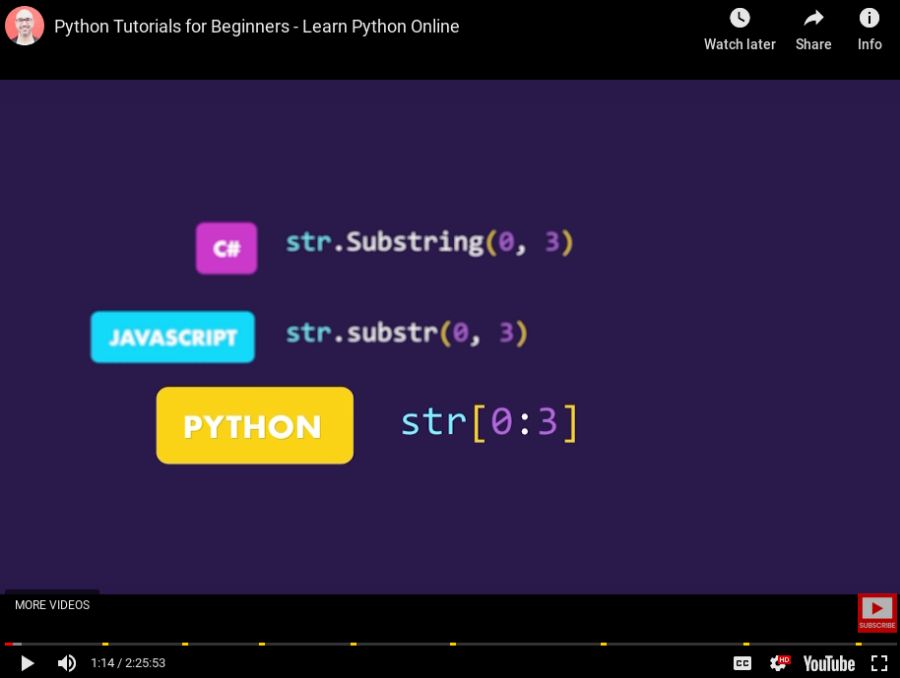 Python Tutorials for Beginners - Learn Python Online
Watch later
Share
Info
C# str.Substring(0, 3)
JAVASCRIPT str.substr(0, 3)
PYTHON str[0:3]
MORE VIDEOS
SUBSCRIBE
1:14 / 2:25:53
CC
HD
YouTube